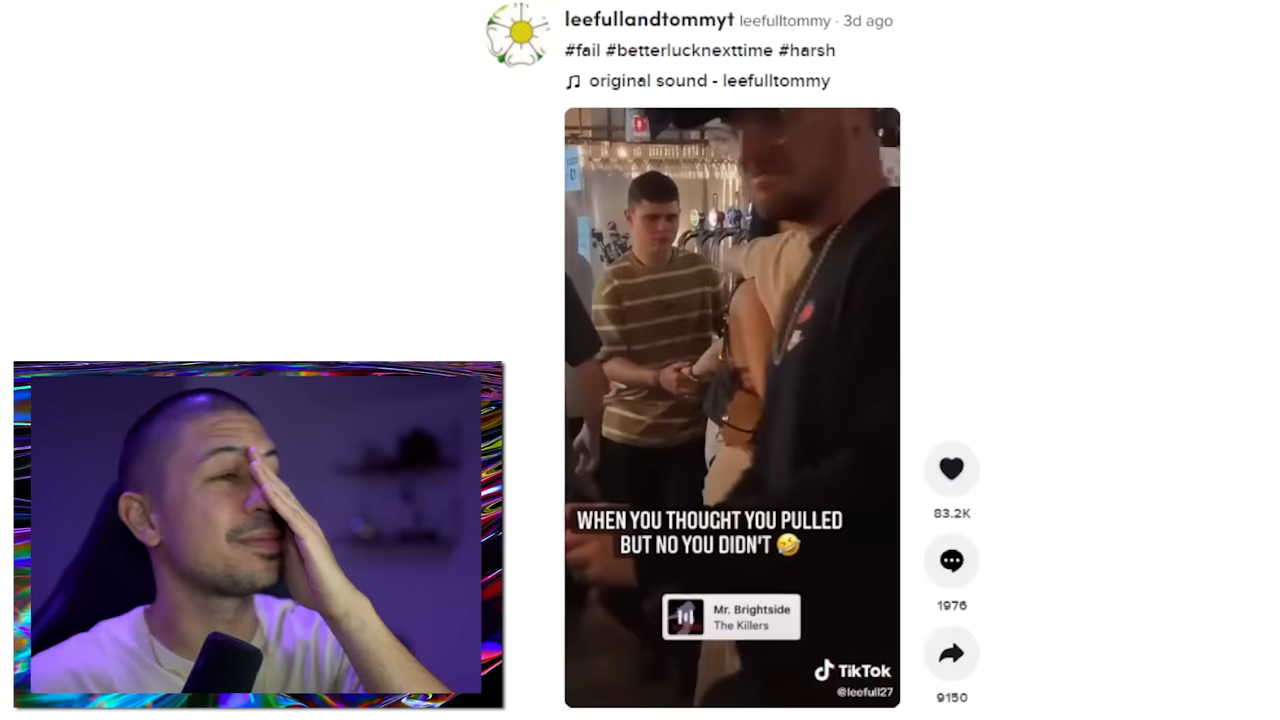 leefullandtommyt leefulltommy · 3d ago
#fail #betterlucknexttime #harsh
original sound - leefulltommy
WHEN YOU THOUGHT YOU PULLED
BUT NO YOU DIDN'T 🤣
Mr. Brightside
The Killers
TikTok
@leefull27
83.2K
1976
9150